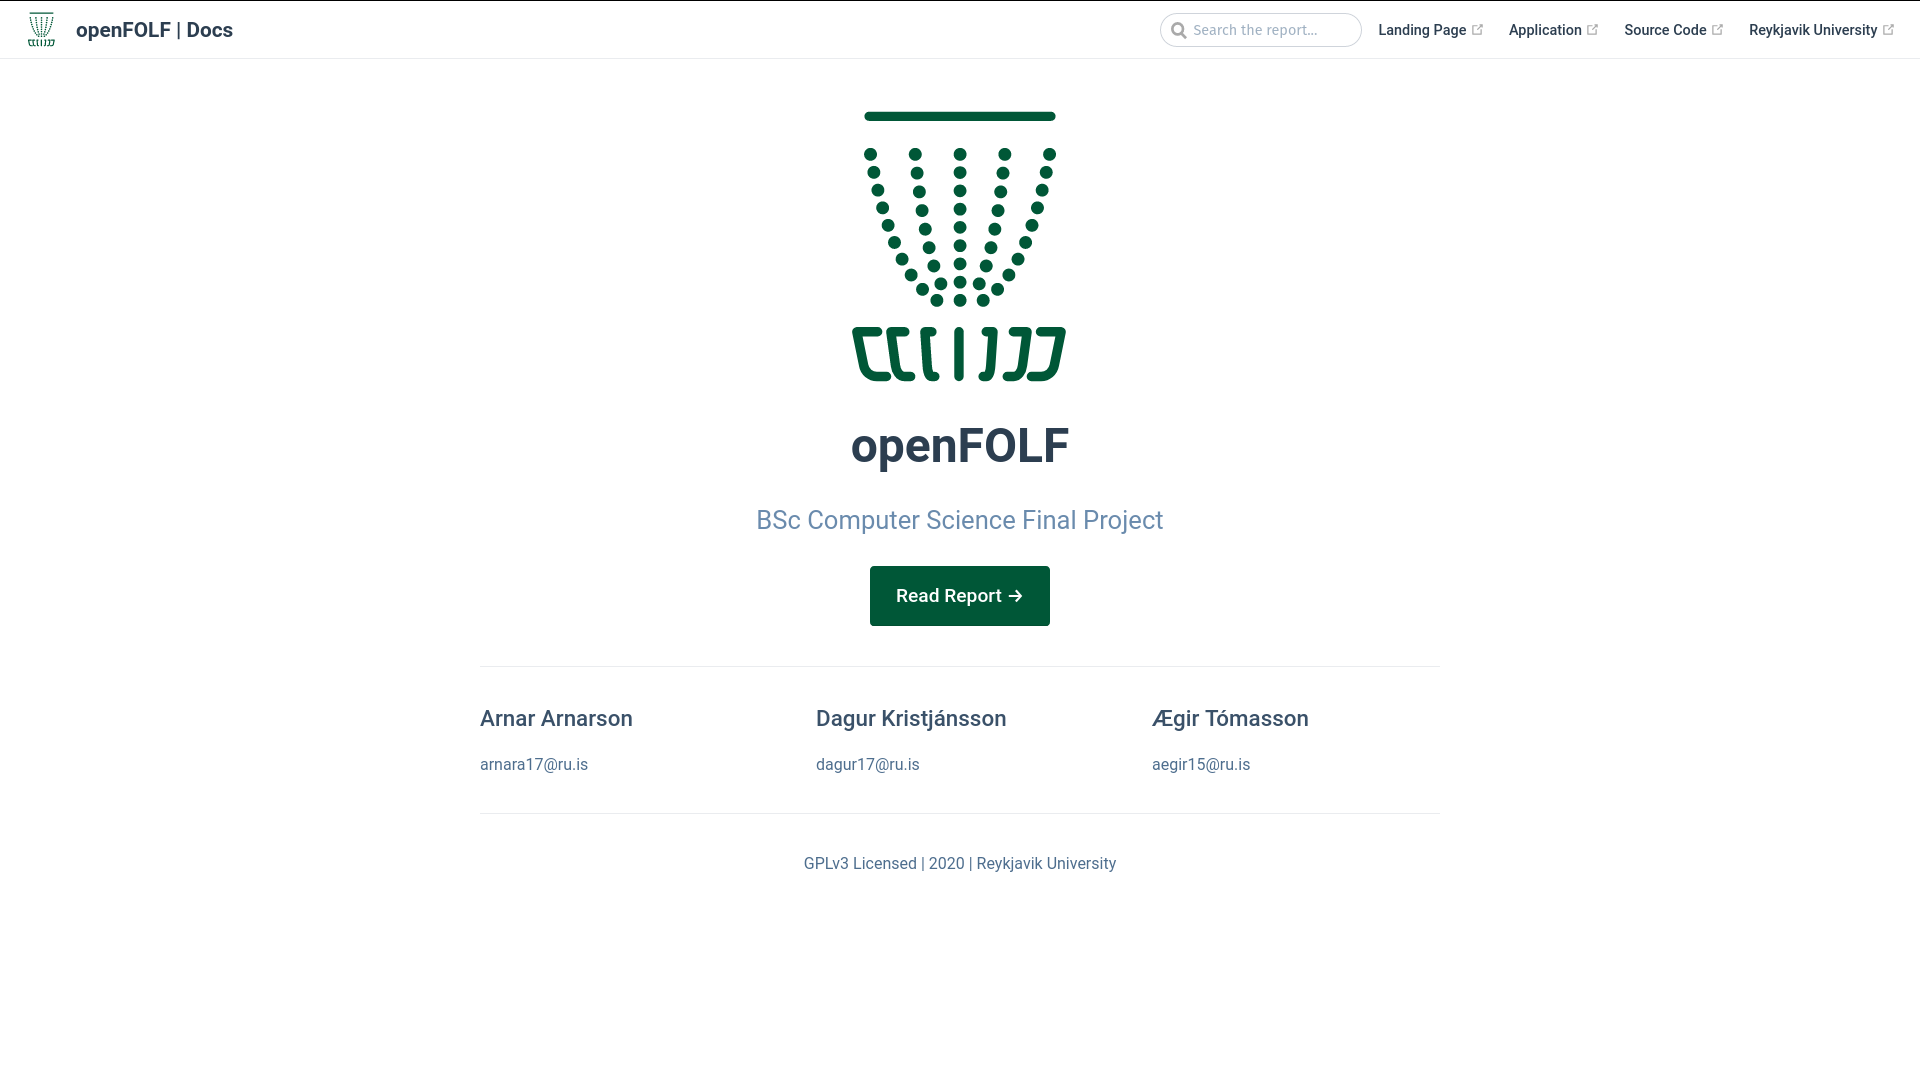 openFOLF | Docs
Search the report...
Landing Page
Application
Source Code
Reykjavik University
openFOLF
BSc Computer Science Final Project
Read Report →
Arnar Arnarson
arnara17@ru.is
Dagur Kristjánsson
dagur17@ru.is
Ægir Tómasson
aegir15@ru.is
GPLv3 Licensed | 2020 | Reykjavik University